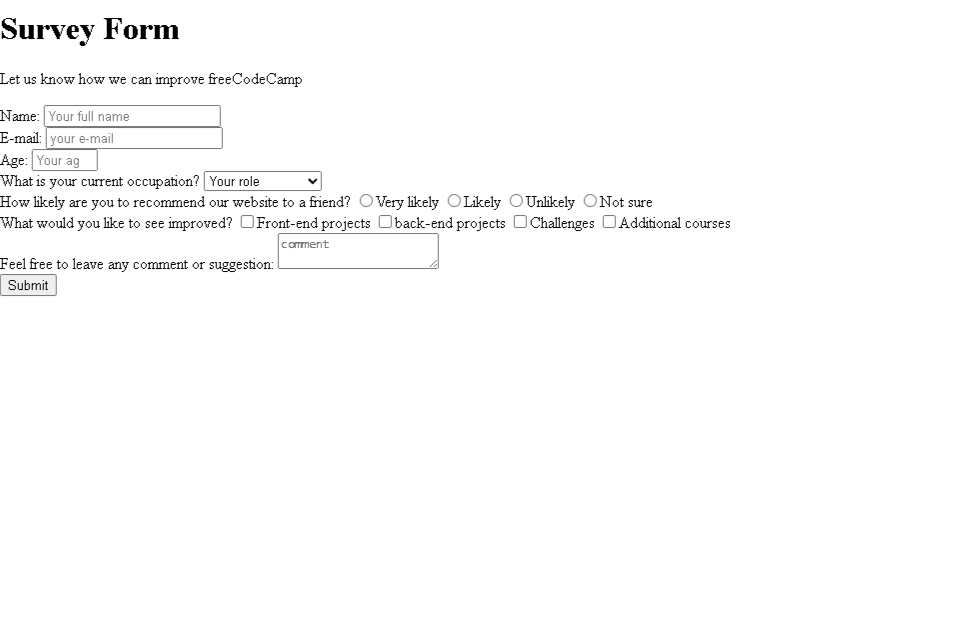 Survey Form
Let us know how we can improve freeCodeCamp
Name: Your full name
E-mail: your e-mail
Age: Your ag
What is your current occupation? Your role
How likely are you to recommend our website to a friend? Very likely Likely Unlikely Not sure
What would you like to see improved? Front-end projects back-end projects Challenges Additional courses
Feel free to leave any comment or suggestion: comment
Submit